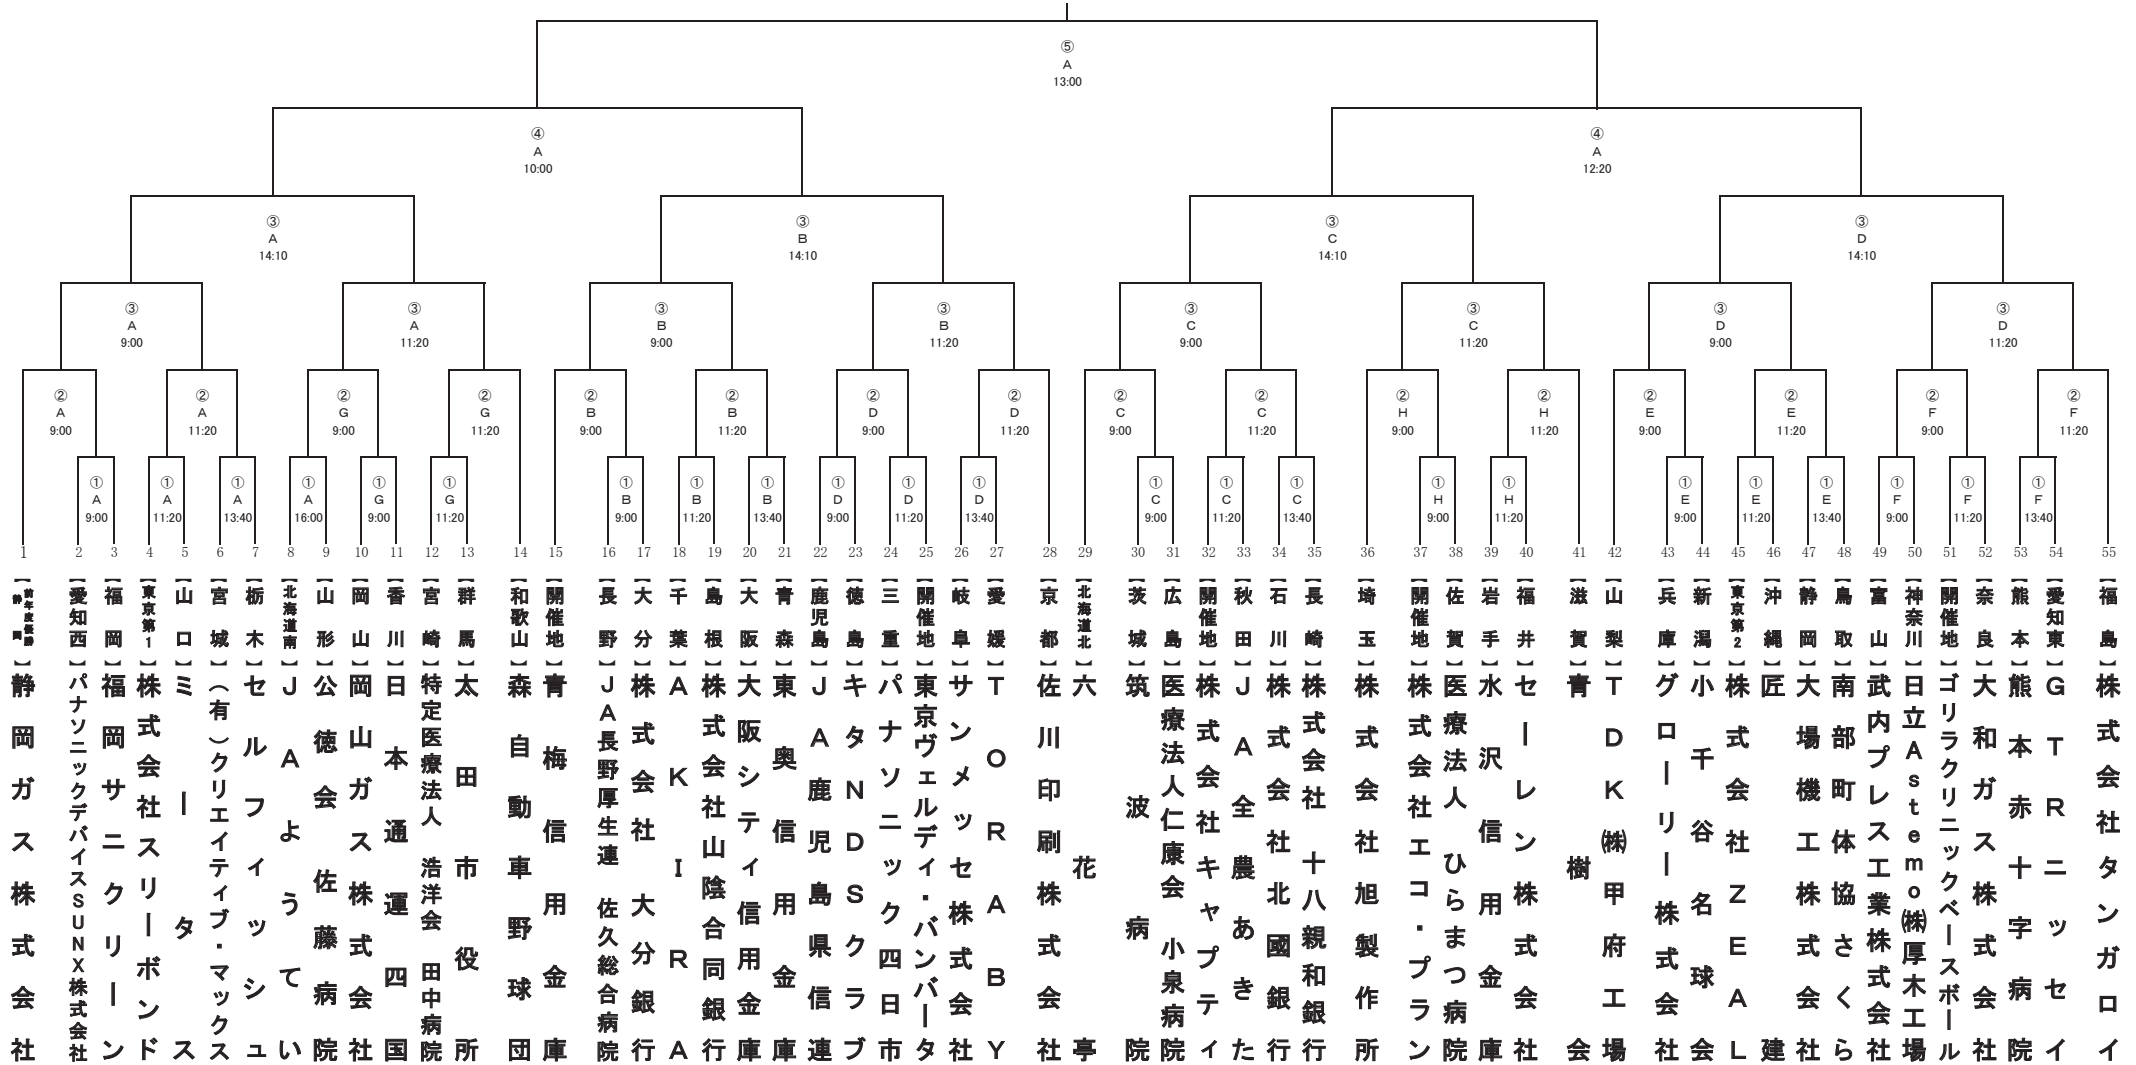 ⑤
A
13:00
④
A
10:00
④
A
12:20
③
A
14:10
③
B
14:10
③
C
14:10
③
D
14:10
③
A
9:00
③
A
11:20
③
B
9:00
③
B
11:20
③
C
9:00
③
C
11:20
③
D
9:00
③
D
11:20
②
A
9:00
②
A
11:20
②
G
9:00
②
G
11:20
②
B
9:00
②
B
11:20
②
D
9:00
②
D
11:20
②
C
9:00
②
C
11:20
②
H
9:00
②
H
11:20
②
E
9:00
②
E
11:20
②
F
9:00
②
F
11:20
①
A
9:00
①
A
11:20
①
A
13:40
①
A
16:00
①
G
9:00
①
G
11:20
①
B
9:00
①
B
11:20
①
B
13:40
①
D
9:00
①
D
11:20
①
D
13:40
①
C
9:00
①
C
11:20
①
C
13:40
①
H
9:00
①
H
11:20
①
E
9:00
①
E
11:20
①
E
13:40
①
F
9:00
①
F
11:20
①
F
13:40
1
【前年度優勝
静岡】
静岡ガス株式会社
2
【愛知西】
パナソニックデバイスSUNX株式会社
3
【福岡】
福岡サニクリーン
4
【東京第1】
株式会社スリーボンド
5
【山口】
ミータス
6
【宮城】
(有)クリエイティブ・マックス
7
【栃木】
セルフィッシュ
8
【北海道南】
JAようてい
9
【山形】
公徳会 佐藤病院
10
【岡山】
岡山ガス株式会社
11
【香川】
日本通運四国
12
【宮崎】
特定医療法人 浩洋会 田中病院
13
【群馬】
太田市役所
14
【和歌山】
森自動車野球団
15
【開催地】
青梅信用金庫
16
【長野】
JA長野厚生連 佐久総合病院
17
【大分】
株式会社 大分銀行
18
【千葉】
AKIRA
19
【島根】
株式会社山陰合同銀行
20
【大阪】
大阪シティ信用金庫
21
【青森】
東奥信用金庫
22
【鹿児島】
JA鹿児島県信連
23
【徳島】
キタNDSクラブ
24
【三重】
パナソニック四日市
25
【開催地】
東京ヴェルディ・バンバータ
26
【岐阜】
サンメッセ株式会社
27
【愛媛】
TORABY
28
【京都】
佐川印刷株式会社
29
【北海道北】
六花亭
30
【茨城】
筑波病院
31
【広島】
医療法人仁康会 小泉病院
32
【開催地】
株式会社キャプティ
33
【秋田】
JA全農あきた
34
【石川】
株式会社北國銀行
35
【長崎】
株式会社 十八親和銀行
36
【埼玉】
株式会社旭製作所
37
【開催地】
株式会社エコ・プラン
38
【佐賀】
医療法人 ひらまつ病院
39
【岩手】
水沢信用金庫
40
【福井】
セーレン株式会社
41
【滋賀】
青樹会
42
【山梨】
TDK㈱甲府工場
43
【兵庫】
グローリー株式会社
44
【新潟】
小千谷名球会
45
【東京第2】
株式会社ZEAL
46
【沖縄】
匠建
47
【静岡】
大場機工株式会社
48
【鳥取】
南部町体協さくら
49
【富山】
武内プレス工業株式会社
50
【神奈川】
日立Astemo㈱厚木工場
51
【開催地】
ゴリラクリニックベースボール
52
【奈良】
大和ガス株式会社
53
【熊本】
熊本赤十字病院
54
【愛知東】
GTRニッセイ
55
【福島】
株式会社タンガロイ